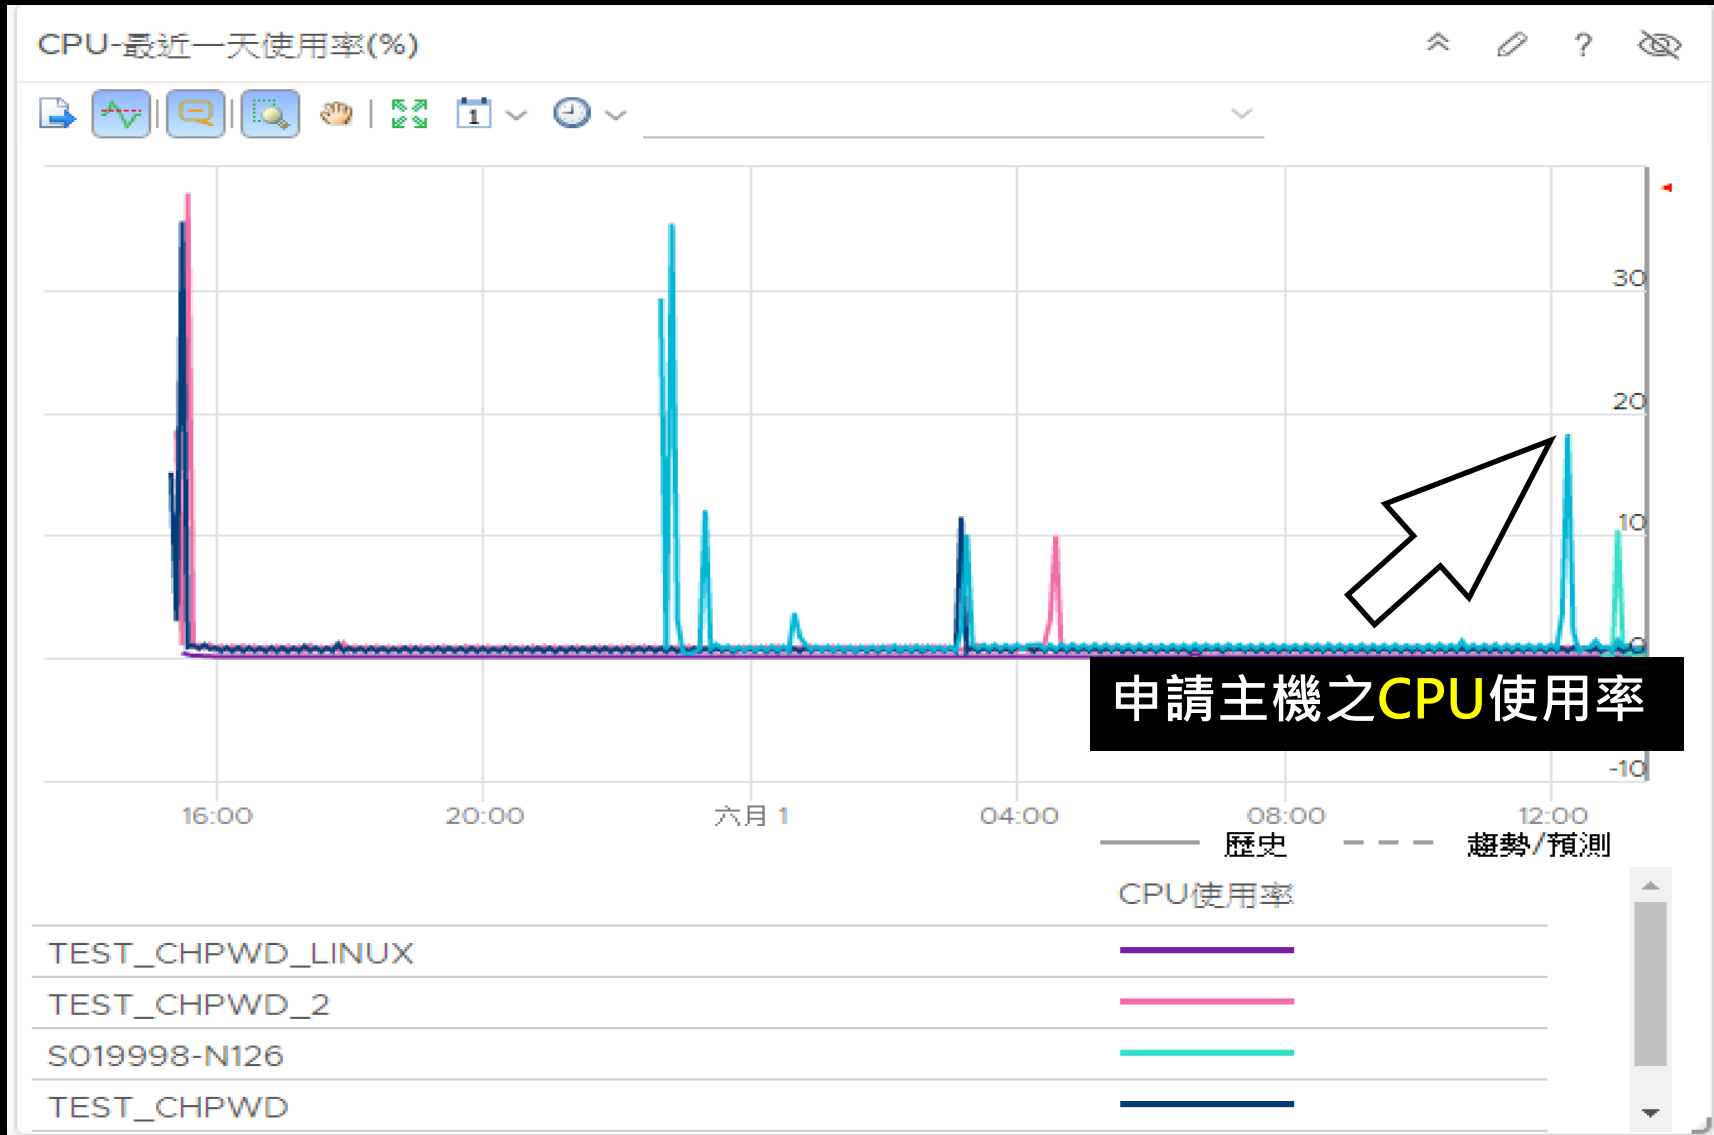 CPU-最近一天使用率(%)
?
1
30
20
10
0
申請主機之CPU使用率
-10
16:00
20:00
六月 1
04:00
08:00
12:00
歷史
趨勢/預測
CPU使用率
TEST_CHPWD_LINUX
TEST_CHPWD_2
S019998-N126
TEST_CHPWD